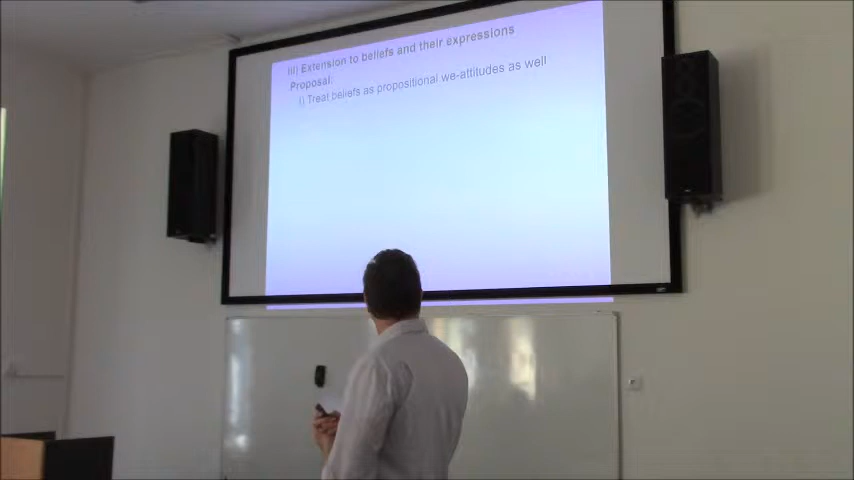 iii) Extension to beliefs and their expressions
Proposal:
i) Treat beliefs as propositional we-attitudes as well